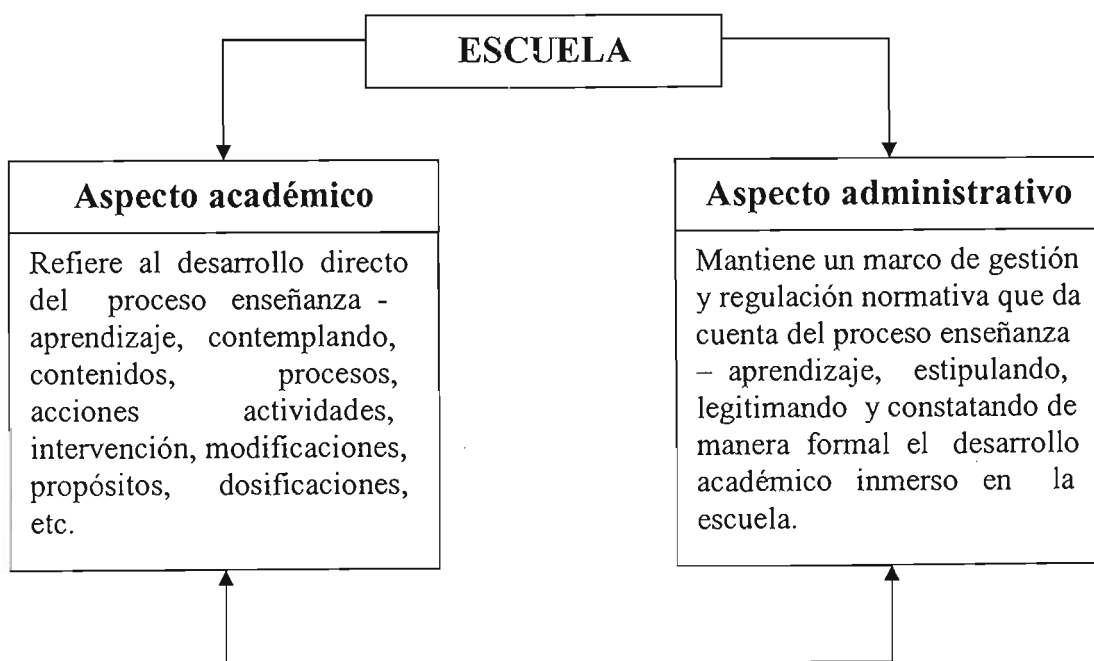 ESCUELA
Aspecto académico
Refiere al desarrollo directo
del proceso enseñanza -
aprendizaje, contemplando,
contenidos, procesos,
acciones actividades,
intervención, modificaciones,
propósitos, dosificaciones,
etc.
Aspecto administrativo
Mantiene un marco de gestión
y regulación normativa que da
cuenta del proceso enseñanza
– aprendizaje, estipulando,
legitimando y constatando de
manera formal el desarrollo
académico inmerso en la
escuela.